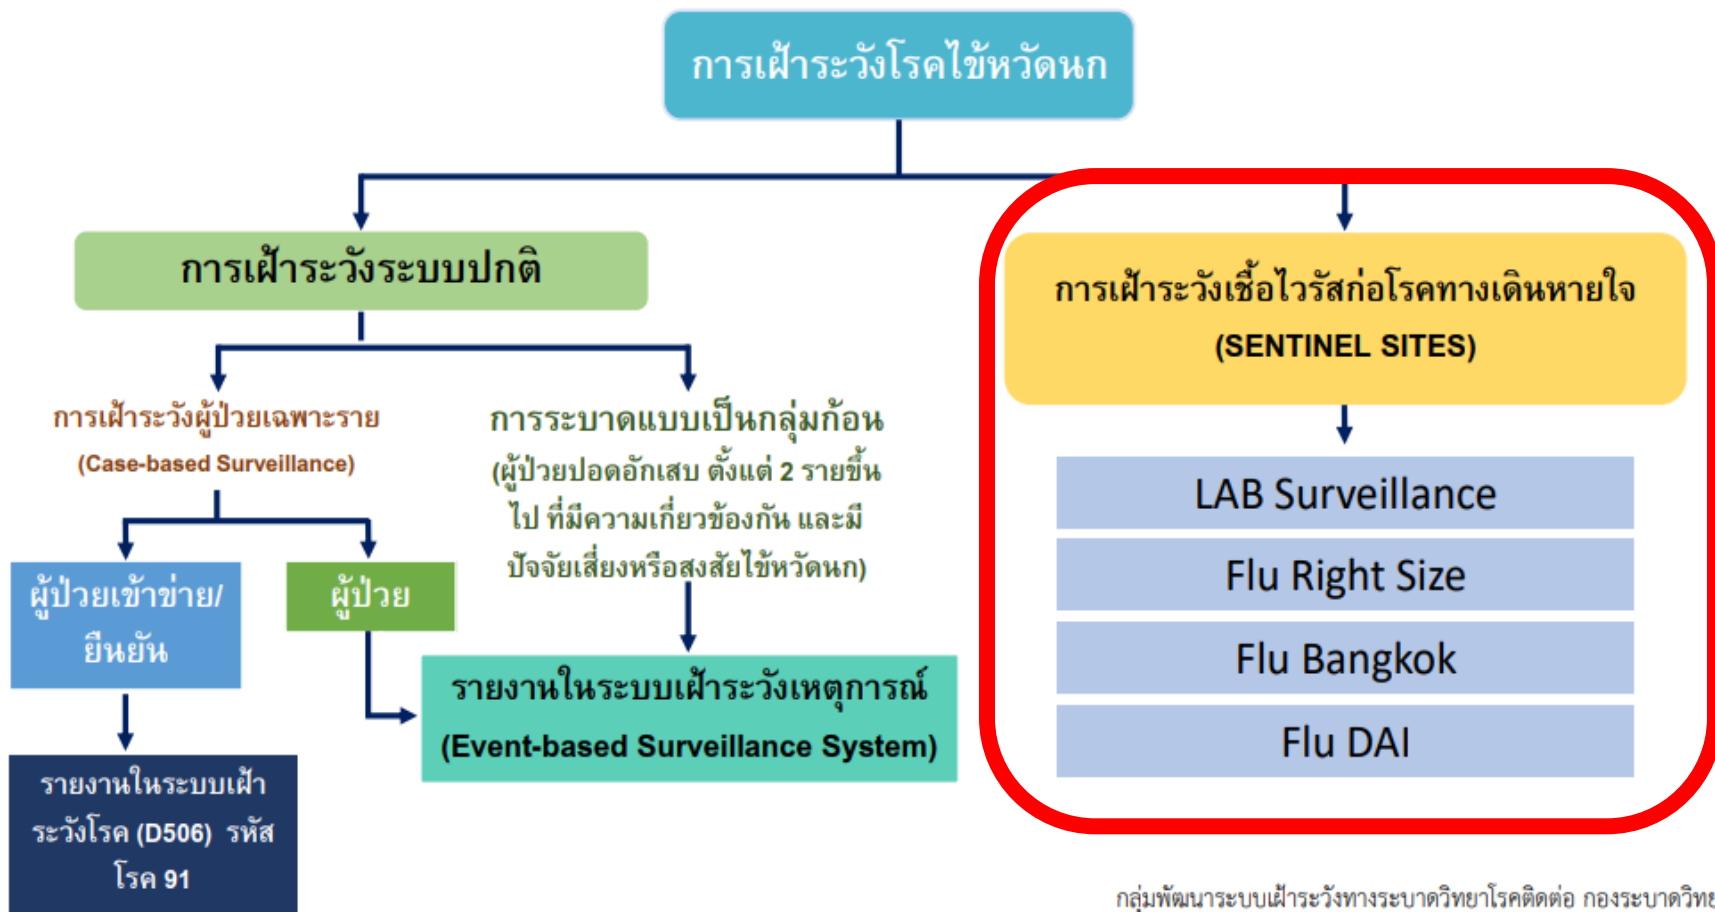 การเฝ้าระวังโรคไข้หวัดนก
การเฝ้าระวังระบบปกติ
การเฝ้าระวังผู้ป่วยเฉพาะราย
(Case-based Surveillance)
ผู้ป่วยเข้าข่าย/
ยืนยัน
รายงานในระบบเฝ้า
ระวังโรค (D506) รหัส
โรค 91
ผู้ป่วย
การระบาดแบบเป็นกลุ่มก้อน
(ผู้ป่วยปอดอักเสบ ตั้งแต่ 2 รายขึ้น
ไป ที่มีความเกี่ยวข้องกัน และมี
ปัจจัยเสี่ยงหรือสงสัยไข้หวัดนก)
รายงานในระบบเฝ้าระวังเหตุการณ์
(Event-based Surveillance System)
การเฝ้าระวังเชื้อไวรัสก่อโรคทางเดินหายใจ
(SENTINEL SITES)
LAB Surveillance
Flu Right Size
Flu Bangkok
Flu DAI
กลุ่มพัฒนาระบบเฝ้าระวังทางระบาดวิทยาโรคติดต่อ กองระบาดวิทย